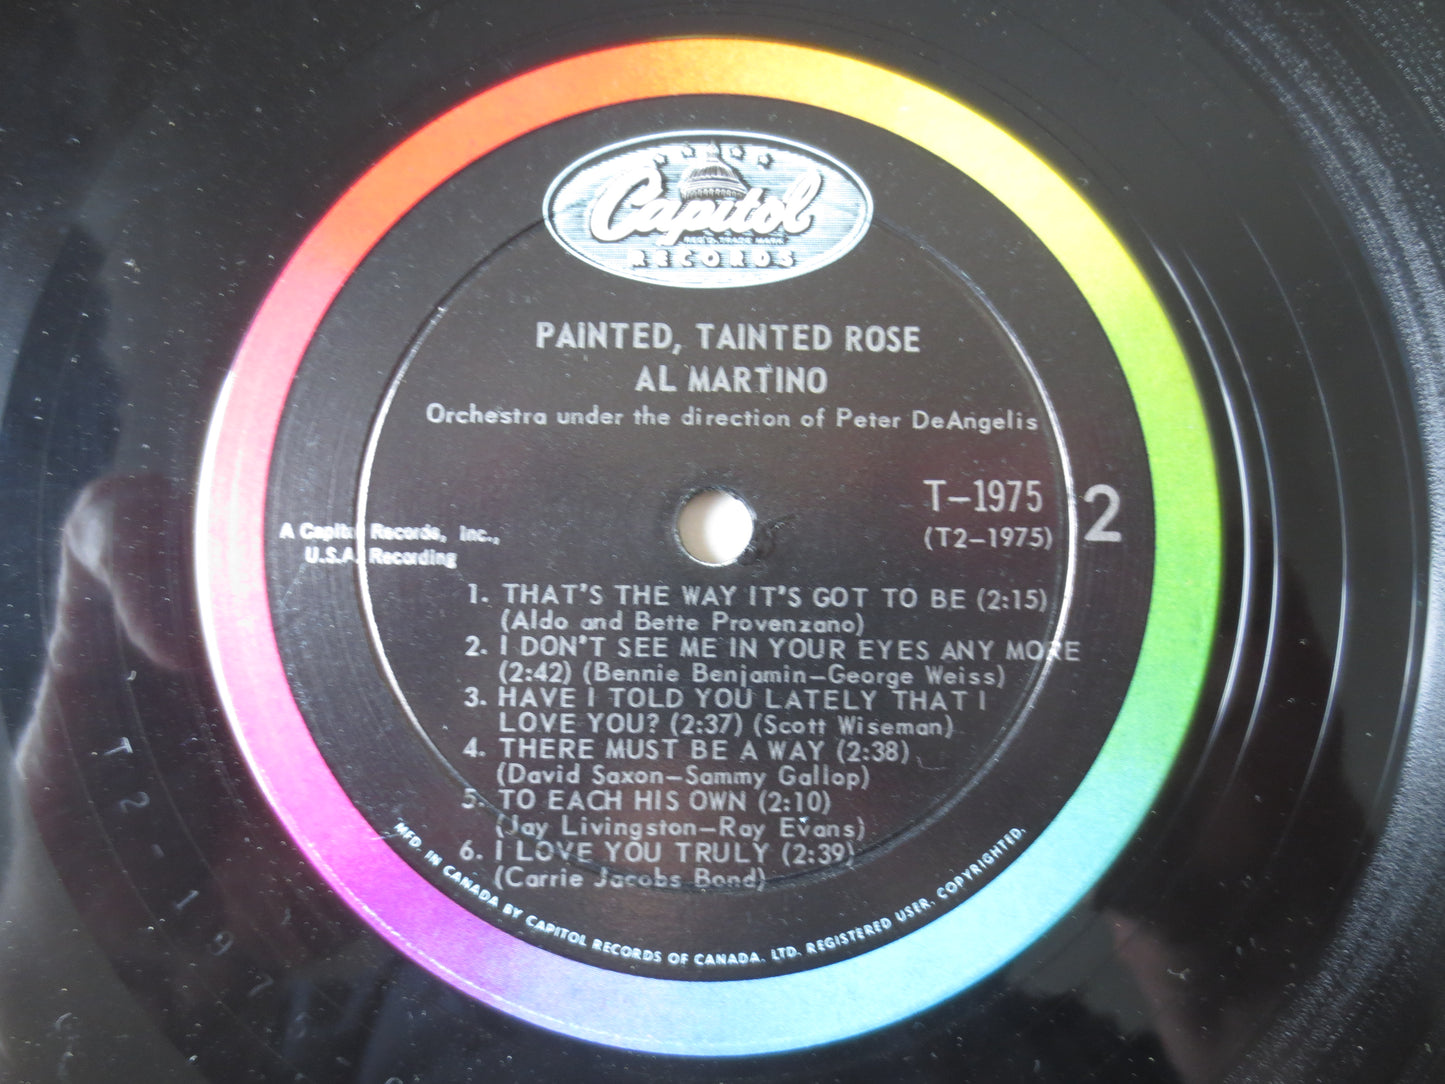 Capitol
REG'D. TRADE MARK
RECORDS
PAINTED, TAINTED ROSE
AL MARTINO
Orchestra under the direction of Peter DeAngelis
T-1975
(T2-1975)
2
A Capitol Records, Inc.,
U.S.A. Recording
1. THAT'S THE WAY IT'S GOT TO BE (2:15)
(Aldo and Bette Provenzano)
2. I DON'T SEE ME IN YOUR EYES ANY MORE
(2:42) (Bennie Benjamin-George Weiss)
3. HAVE I TOLD YOU LATELY THAT I
LOVE YOU? (2:37) (Scott Wiseman)
4. THERE MUST BE A WAY (2:38)
(David Saxon-Sammy Gallop)
5. TO EACH HIS OWN (2:10)
(Jay Livingston-Ray Evans)
6. I LOVE YOU TRULY (2:39)
(Carrie Jacobs Bond)
MFD. IN CANADA BY CAPITOL RECORDS OF CANADA, LTD. REGISTERED USER. COPYRIGHTED.
T2-197